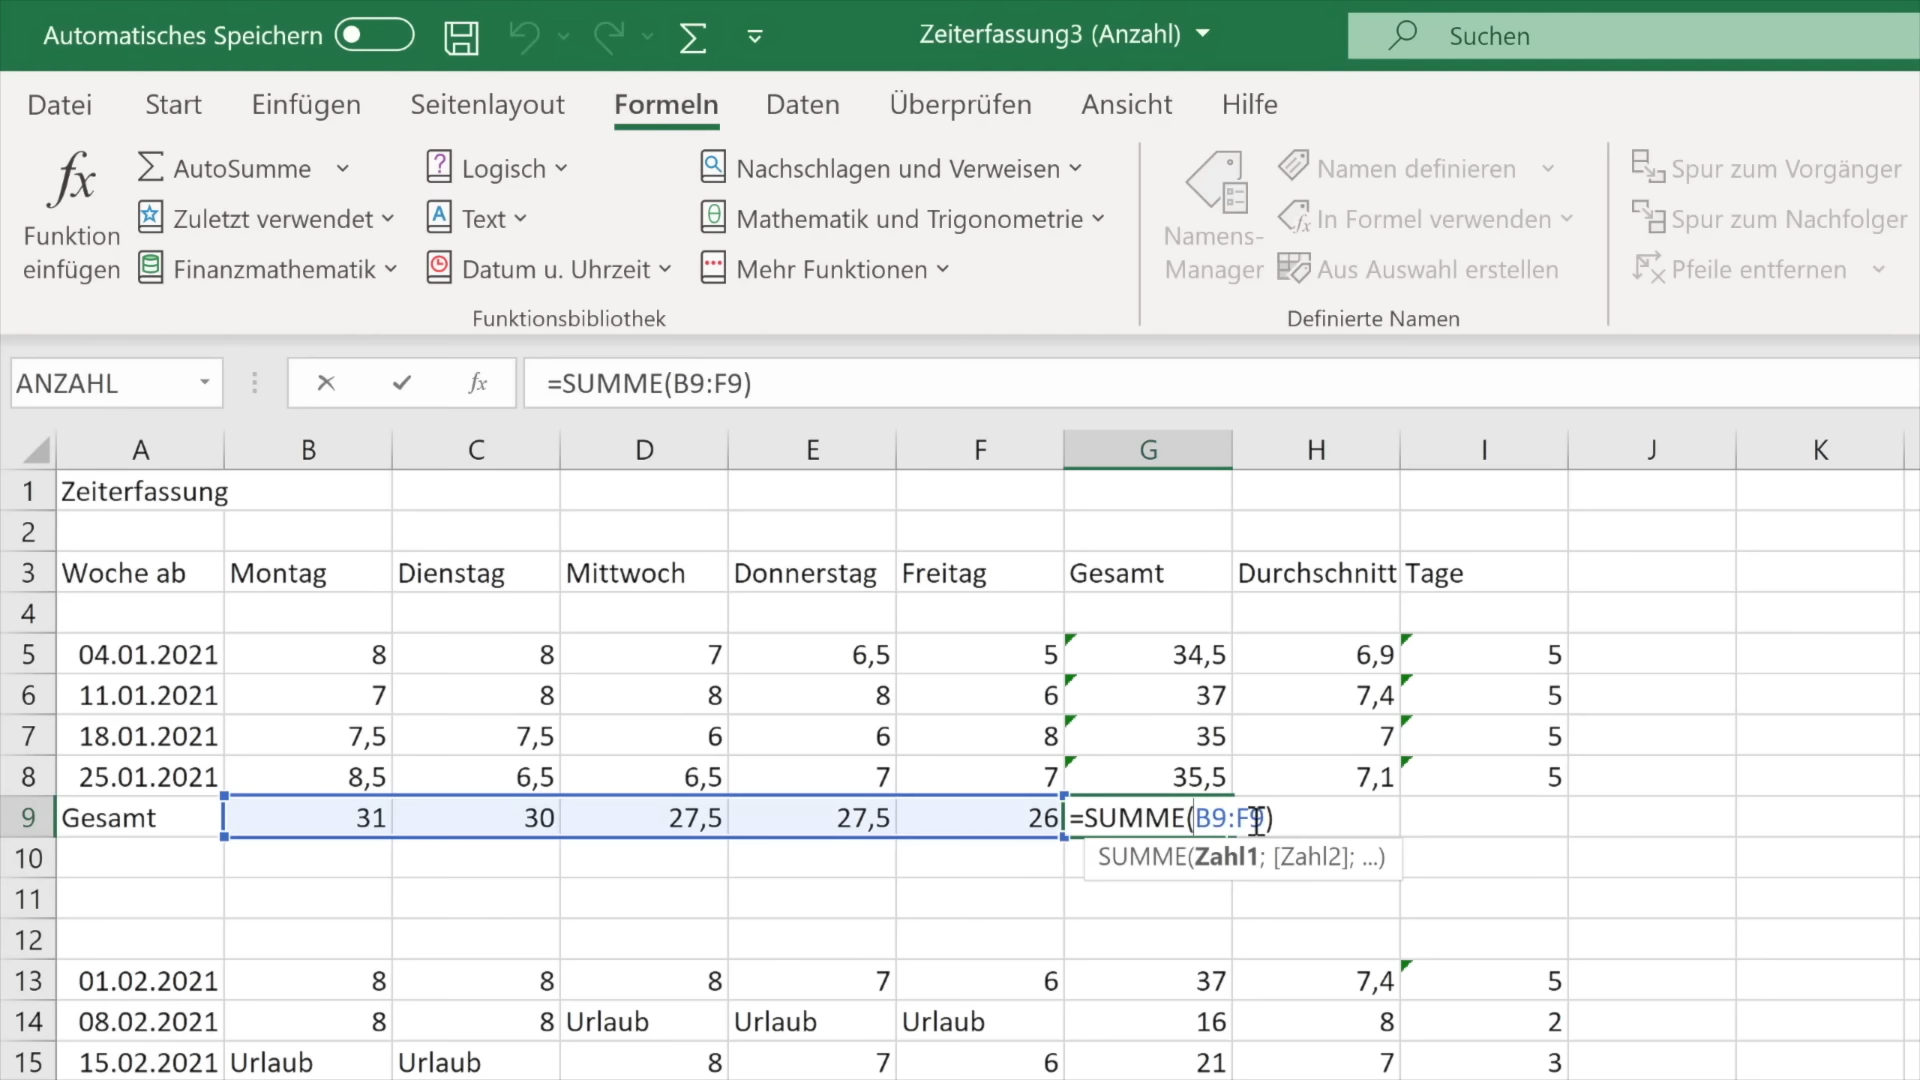 Automatisches Speichern Zeiterfassung3 (Anzahl) Suchen
Datei Start Einfügen Seitenlayout Formeln Daten Überprüfen Ansicht Hilfe
fx Funktion einfügen
AutoSumme
Zuletzt verwendet
Finanzmathematik
Logisch
Text
Datum u. Uhrzeit
Nachschlagen und Verweisen
Mathematik und Trigonometrie
Mehr Funktionen
Funktionsbibliothek
Namens-
Manager
Namen definieren
In Formel verwenden
Aus Auswahl erstellen
Definierte Namen
Spur zum Vorgänger
Spur zum Nachfolger
Pfeile entfernen
ANZAHL fx =SUMME(B9:F9)
A B C D E F G H I J K
1 Zeiterfassung
2
3 Woche ab Montag Dienstag Mittwoch Donnerstag Freitag Gesamt Durchschnitt Tage
4
5 04.01.2021 8 8 7 6,5 5 34,5 6,9 5
6 11.01.2021 7 8 8 8 6 37 7,4 5
7 18.01.2021 7,5 7,5 6 6 8 35 7 5
8 25.01.2021 8,5 6,5 6,5 7 7 35,5 7,1 5
9 Gesamt 31 30 27,5 27,5 26 =SUMME(B9:F9)
SUMME(Zahl1; [Zahl2]; ...)
10
11
12
13 01.02.2021 8 8 8 7 6 37 7,4 5
14 08.02.2021 8 8 Urlaub Urlaub Urlaub 16 8 2
15 15.02.2021 Urlaub Urlaub 8 7 6 21 7 3